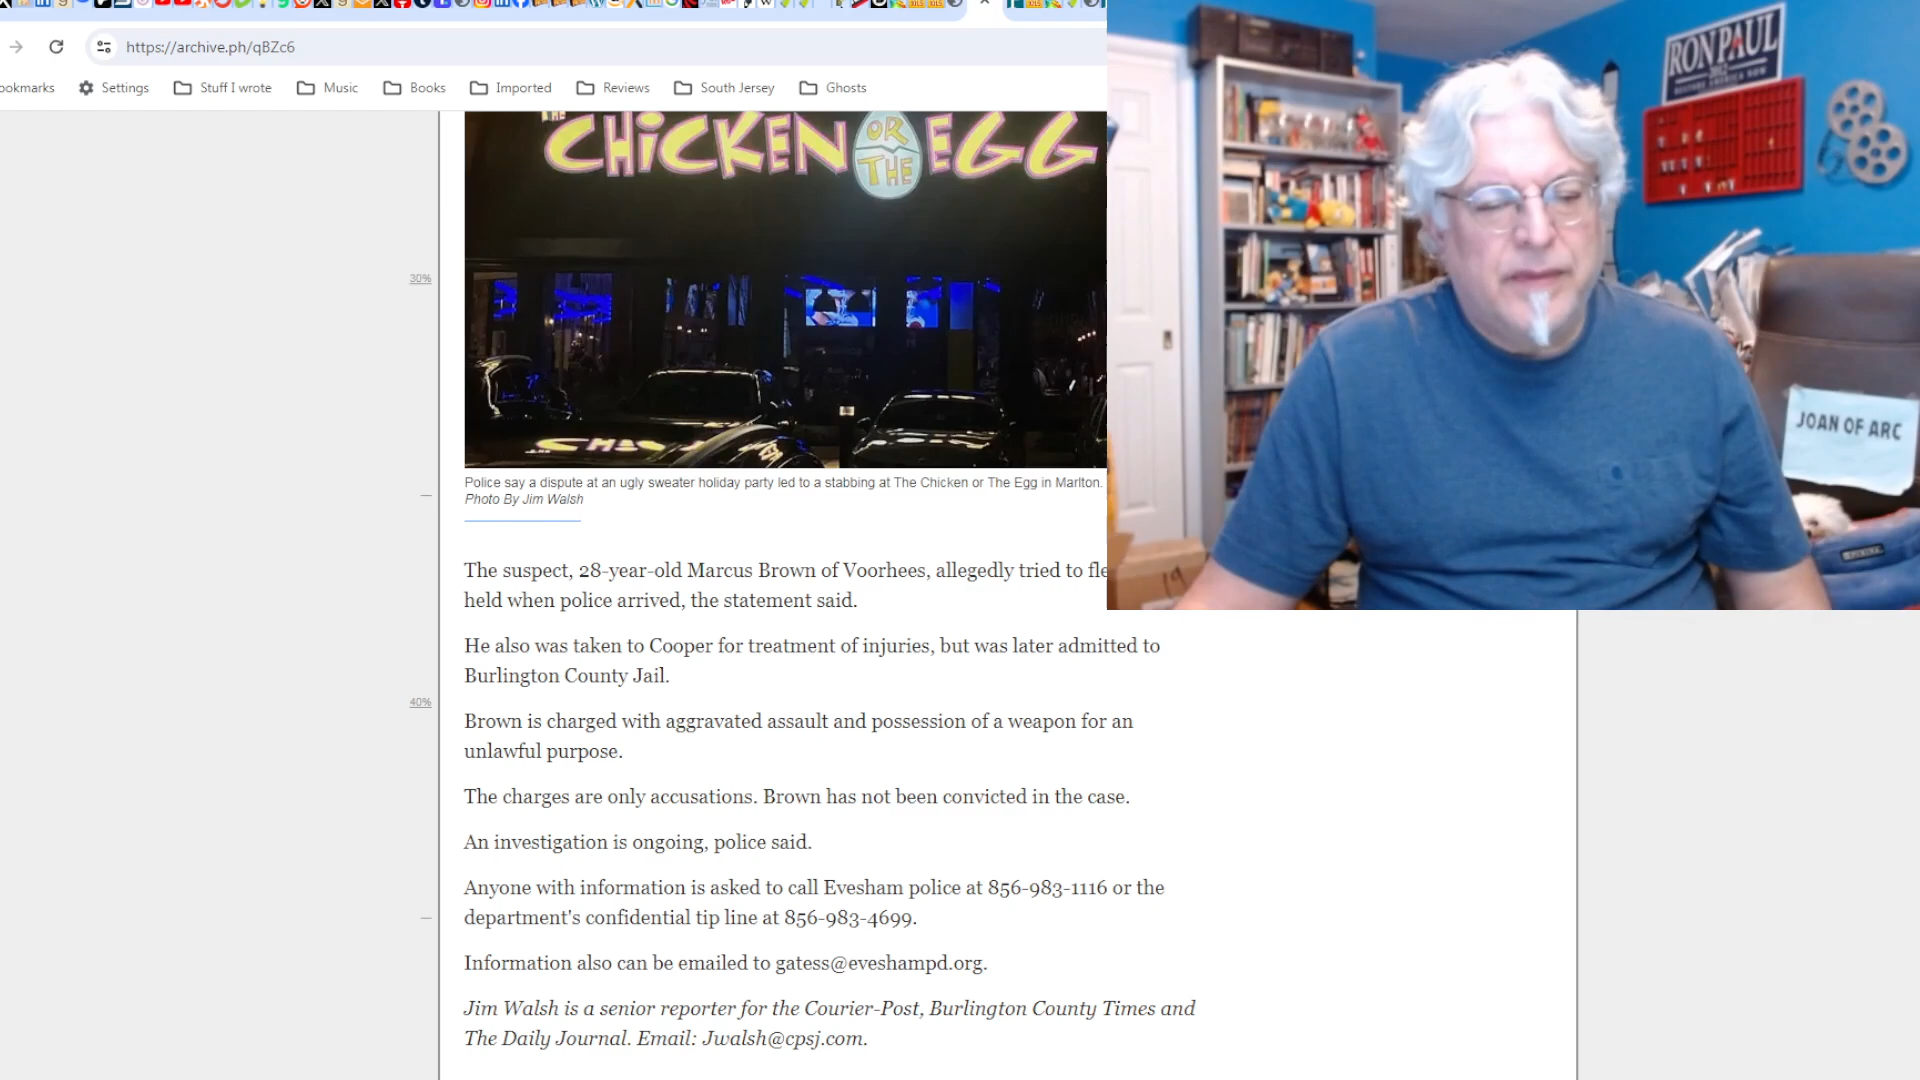 https://archive.ph/qBZc6
ookmarks Settings Stuff I wrote Music Books Imported Reviews South Jersey Ghosts
THE
CHiCKEN OR THE EGG
RON PAUL
2012
RESTORE AMERICA NOW
JOAN OF ARC
19
30%
Police say a dispute at an ugly sweater holiday party led to a stabbing at The Chicken or The Egg in Marlton.
Photo By Jim Walsh
The suspect, 28-year-old Marcus Brown of Voorhees, allegedly tried to fle
held when police arrived, the statement said.
He also was taken to Cooper for treatment of injuries, but was later admitted to
Burlington County Jail.
40%
Brown is charged with aggravated assault and possession of a weapon for an
unlawful purpose.
The charges are only accusations. Brown has not been convicted in the case.
An investigation is ongoing, police said.
Anyone with information is asked to call Evesham police at 856-983-1116 or the
department's confidential tip line at 856-983-4699.
Information also can be emailed to gatess@eveshampd.org.
Jim Walsh is a senior reporter for the Courier-Post, Burlington County Times and
The Daily Journal. Email: Jwalsh@cpsj.com.